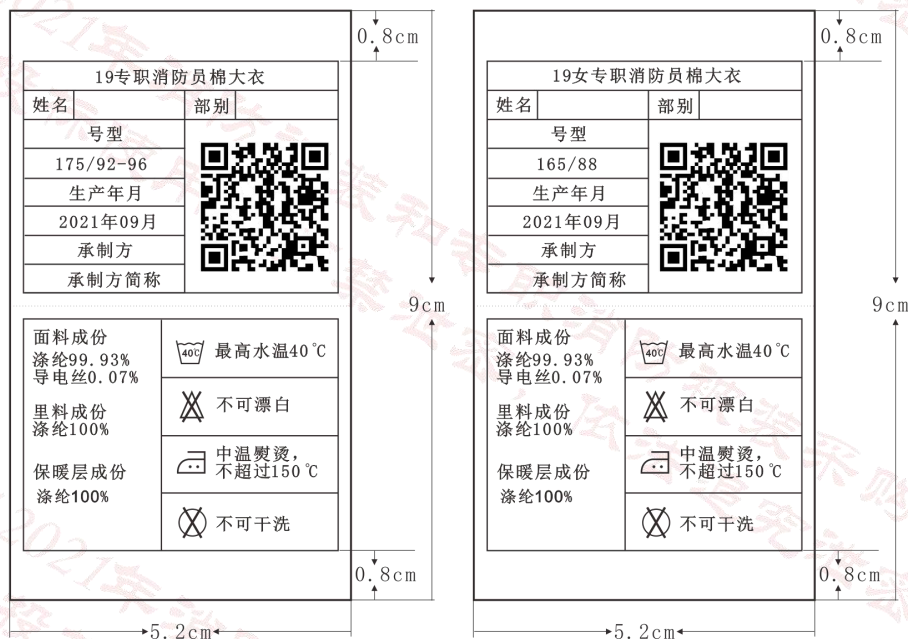 0.8cm
0.8cm
19专职消防员棉大衣
姓名
部别
号型
175/92-96
生产年月
2021年09月
承制方
承制方简称
19女专职消防员棉大衣
姓名
部别
号型
165/88
生产年月
2021年09月
承制方
承制方简称
9cm
9cm
面料成份
涤纶99.93%
导电丝0.07%
里料成份
涤纶100%
保暖层成份
涤纶100%
40℃
最高水温40℃
不可漂白
中温熨烫，
不超过150℃
不可干洗
面料成份
涤纶99.93%
导电丝0.07%
里料成份
涤纶100%
保暖层成份
涤纶100%
40℃
最高水温40℃
不可漂白
中温熨烫，
不超过150℃
不可干洗
0.8cm
0.8cm
5.2cm
5.2cm